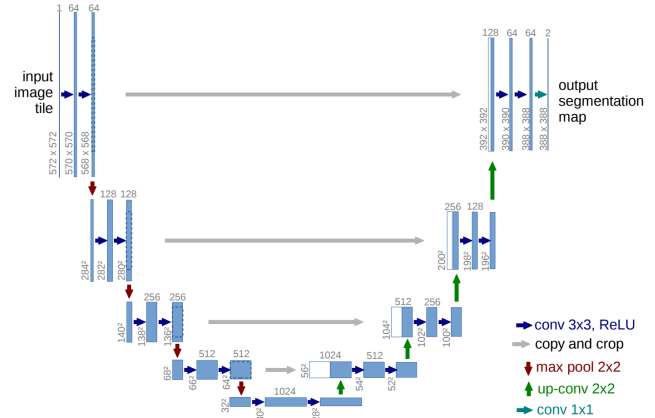 1
64
64
128
64
64
2
input
image
tile
output
segmentation
map
572 x 572
570 x 570
568 x 568
392 x 392
390 x 390
388 x 388
388 x 388
128
128
256
128
284²
282²
280²
200²
198²
196²
256
256
512
256
140²
138²
136²
104²
102²
100²
512
512
1024
512
68²
66²
64²
56²
54²
52²
1024
32²
conv 3x3, ReLU
copy and crop
max pool 2x2
up-conv 2x2
conv 1x1